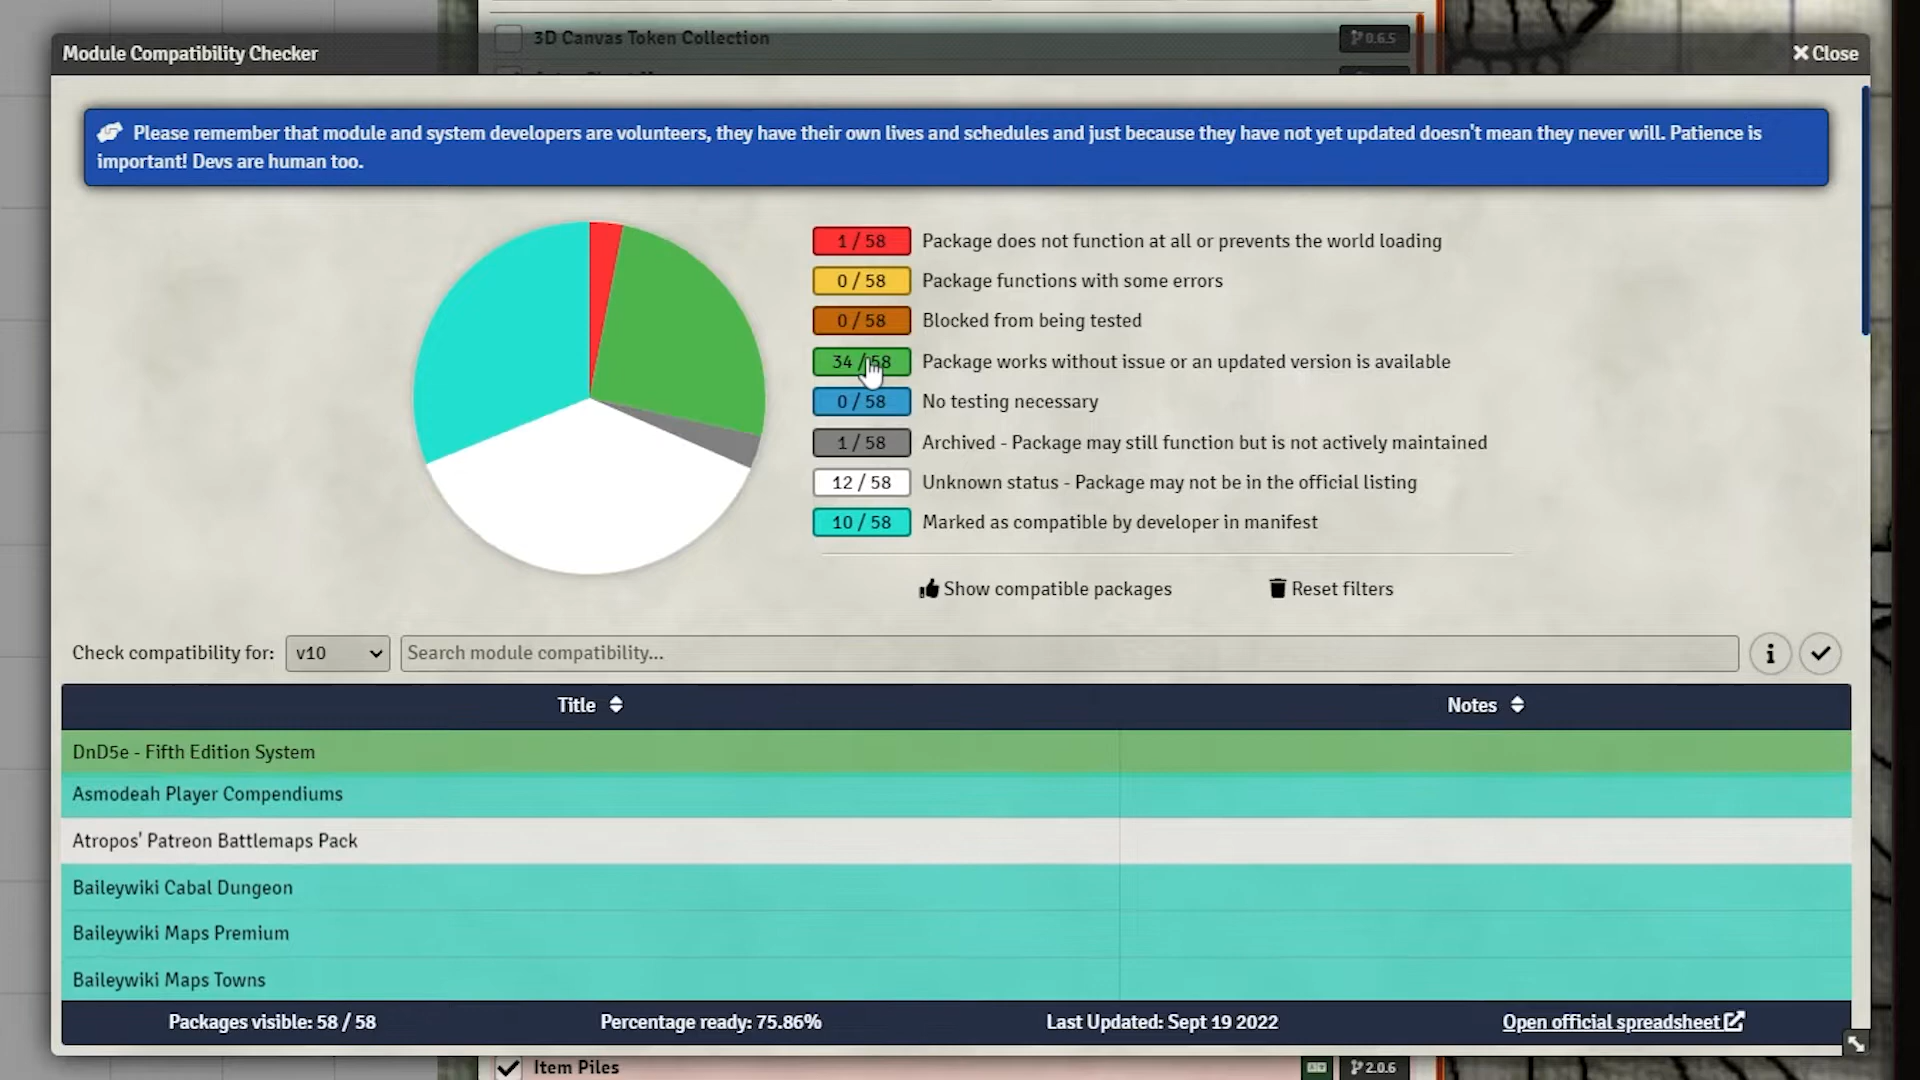 3D Canvas Token Collection
0.6.5
Module Compatibility Checker
Close
Please remember that module and system developers are volunteers, they have their own lives and schedules and just because they have not yet updated doesn't mean they never will. Patience is
important! Devs are human too.
1 / 58 Package does not function at all or prevents the world loading
0 / 58 Package functions with some errors
0 / 58 Blocked from being tested
34 / 58 Package works without issue or an updated version is available
0 / 58 No testing necessary
1 / 58 Archived - Package may still function but is not actively maintained
12 / 58 Unknown status - Package may not be in the official listing
10 / 58 Marked as compatible by developer in manifest
Show compatible packages Reset filters
Check compatibility for: v10 Search module compatibility...
Title Notes
DnD5e - Fifth Edition System
Asmodeah Player Compendiums
Atropos' Patreon Battlemaps Pack
Baileywiki Cabal Dungeon
Baileywiki Maps Premium
Baileywiki Maps Towns
Packages visible: 58 / 58 Percentage ready: 75.86% Last Updated: Sept 19 2022 Open official spreadsheet
Item Piles 2.0.6